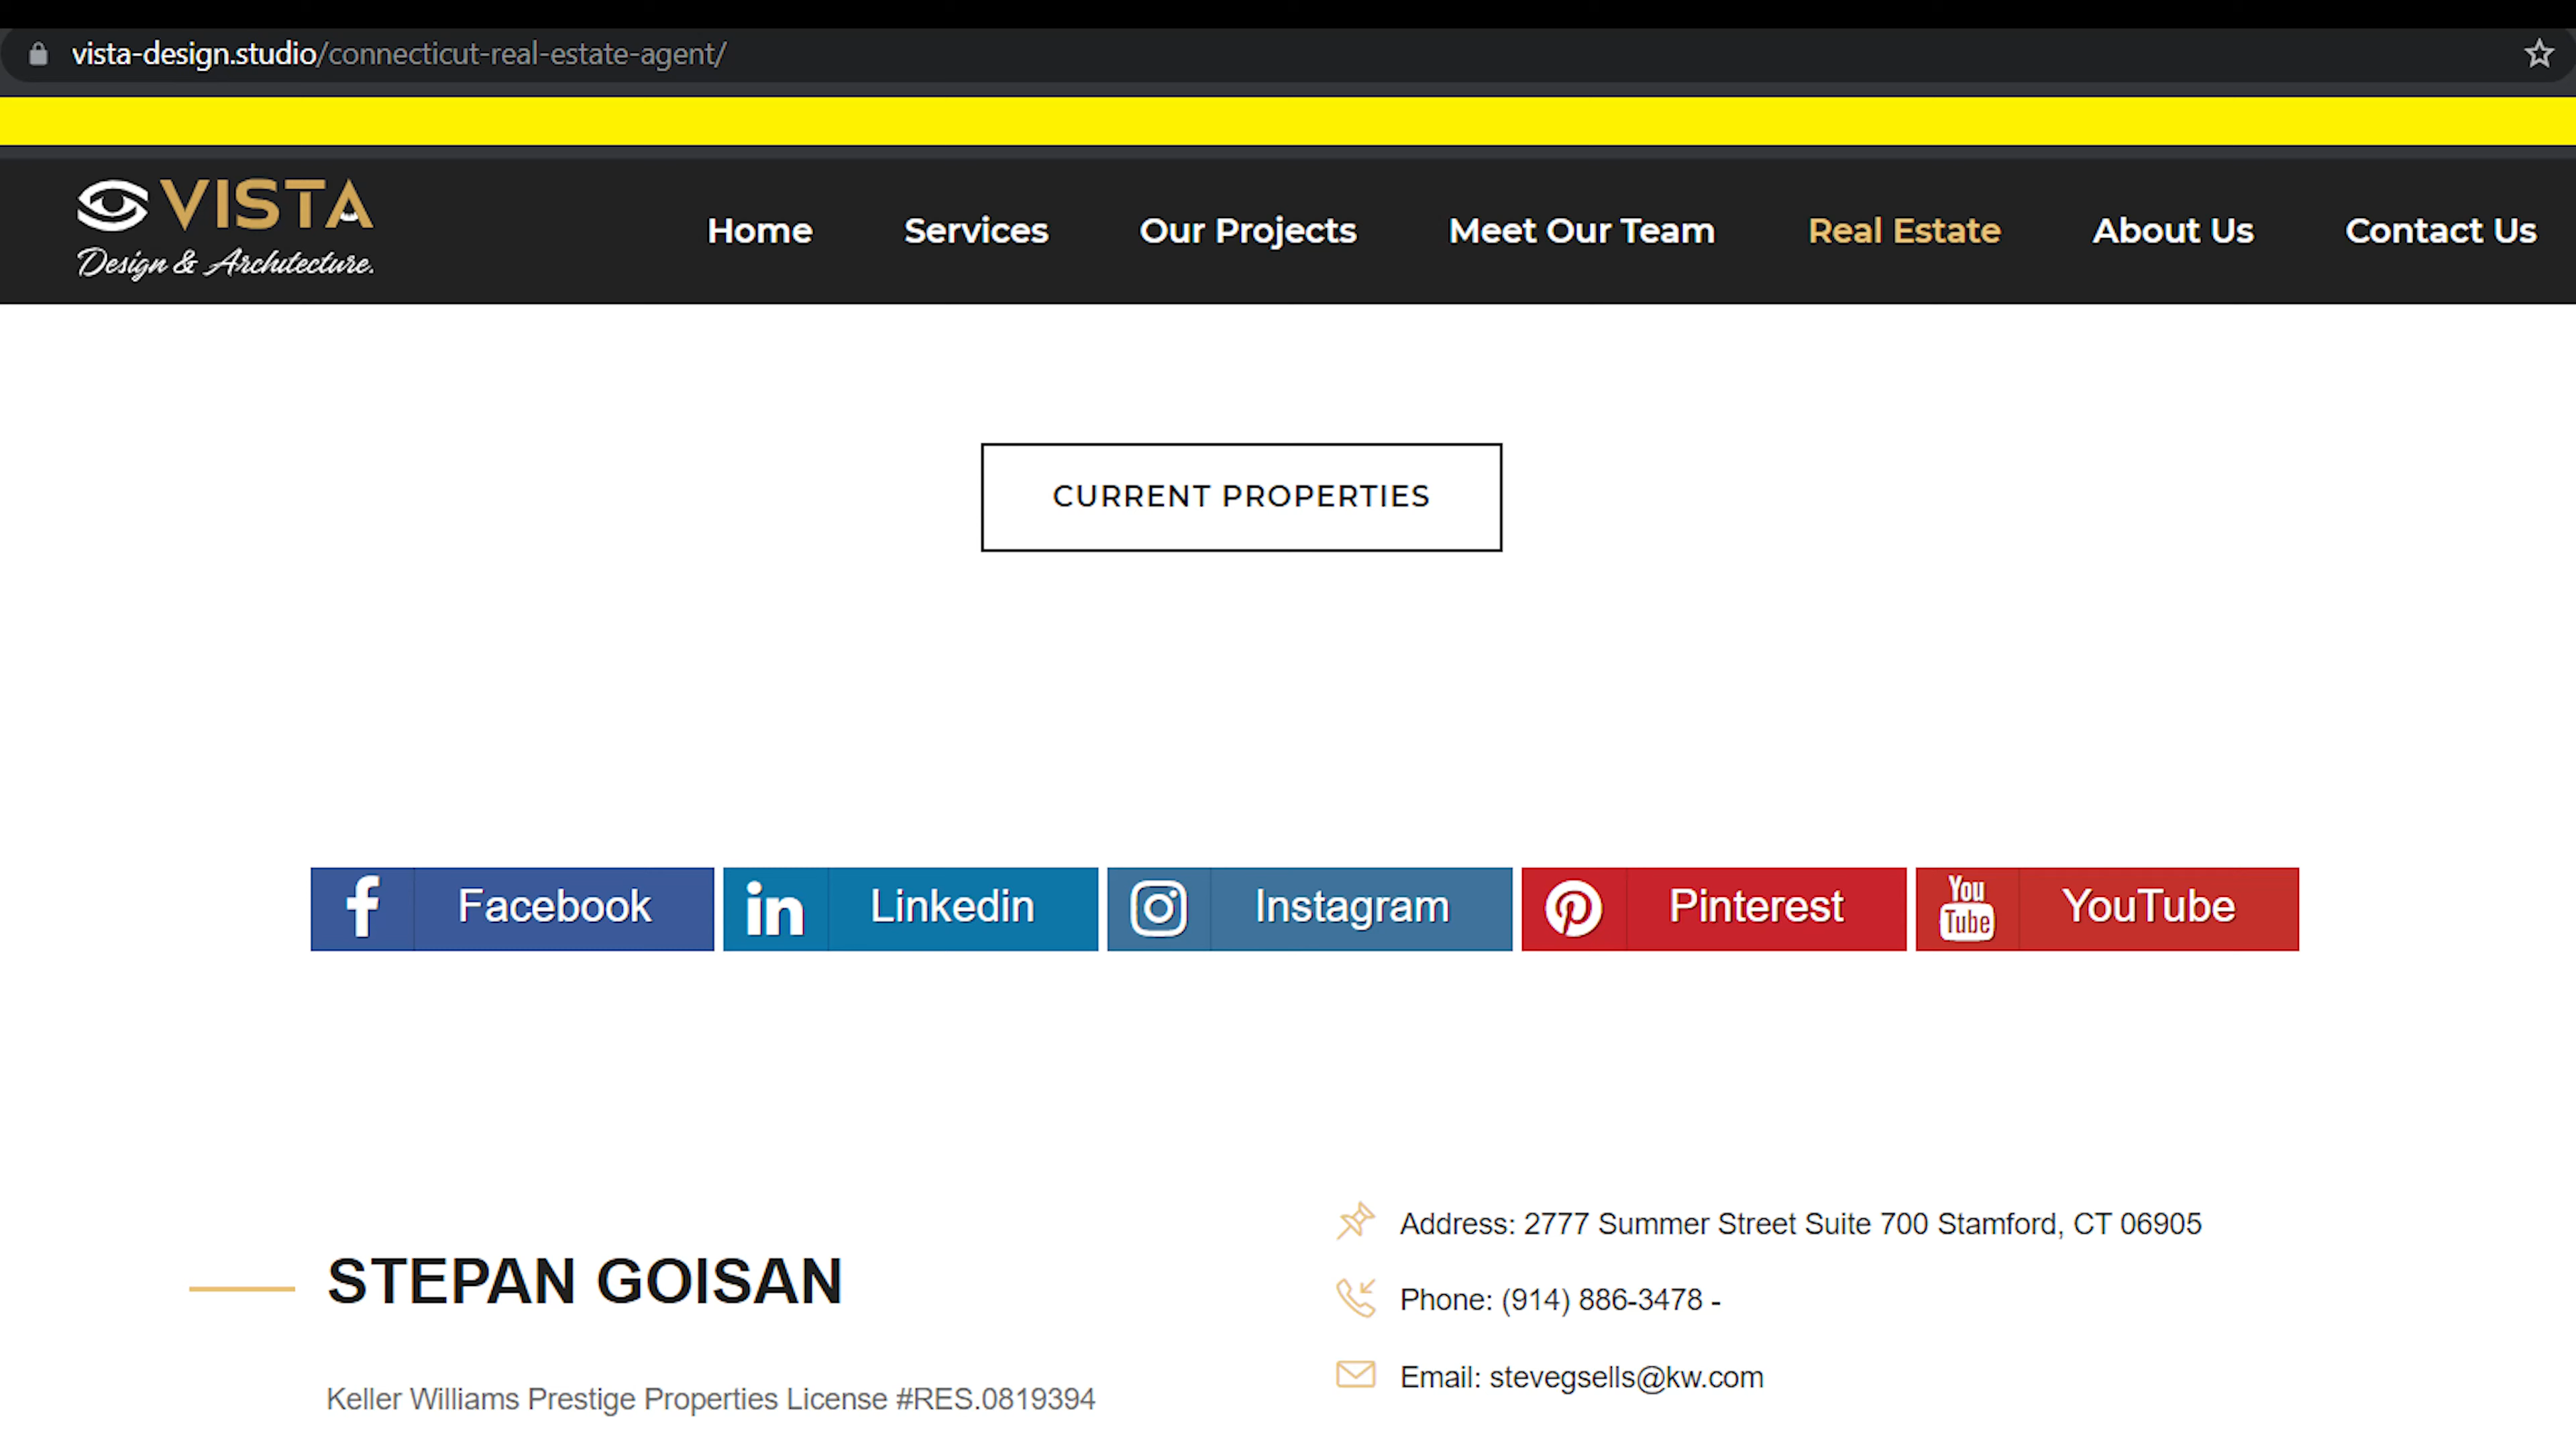 vista-design.studio/connecticut-real-estate-agent/
VISTA
Design & Architecture.
Home Services Our Projects Meet Our Team Real Estate About Us Contact Us
CURRENT PROPERTIES
Facebook Linkedin Instagram Pinterest You Tube YouTube
STEPAN GOISAN
Keller Williams Prestige Properties License #RES.0819394
Address: 2777 Summer Street Suite 700 Stamford, CT 06905
Phone: (914) 886-3478 -
Email: stevegsells@kw.com